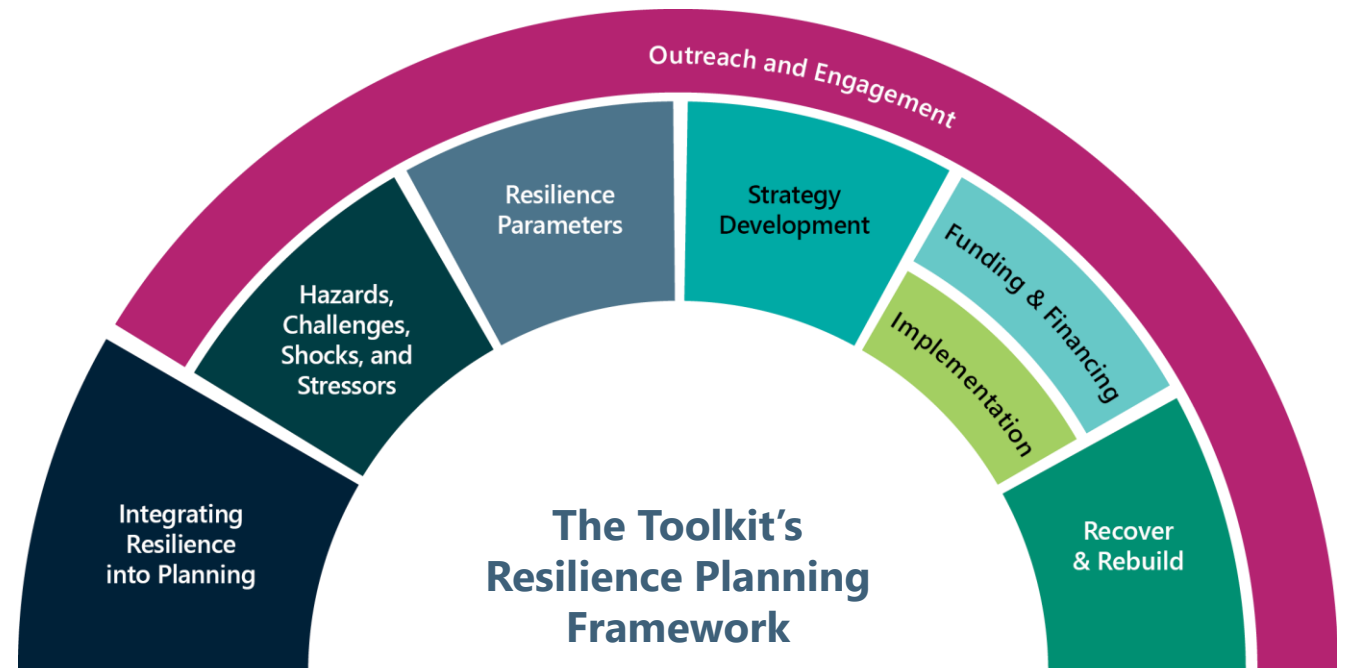 Outreach and Engagement
Integrating
Resilience
into Planning
Hazards,
Challenges,
Shocks, and
Stressors
Resilience
Parameters
Strategy
Development
Funding & Financing
Implementation
Recover
& Rebuild
The Toolkit’s
Resilience Planning
Framework